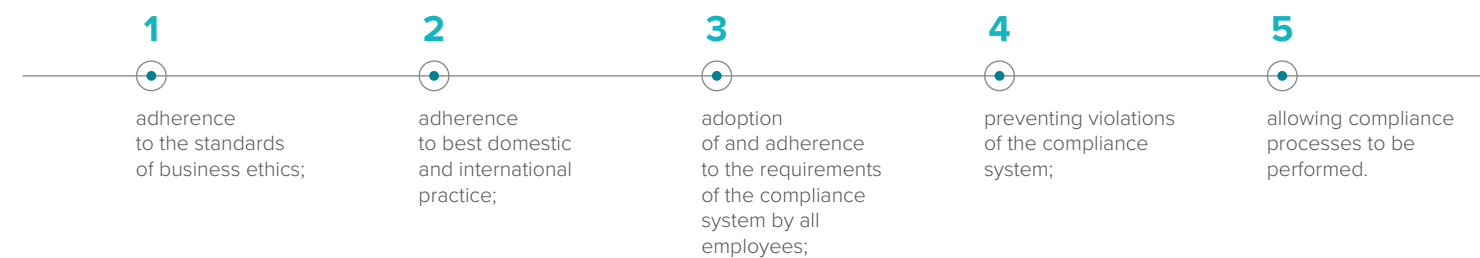 1
adherence
to the standards
of business ethics;
2
adherence
to best domestic
and international
practice;
3
adoption
of and adherence
to the requirements
of the compliance
system by all
employees;
4
preventing violations
of the compliance
system;
5
allowing compliance
processes to be
performed.